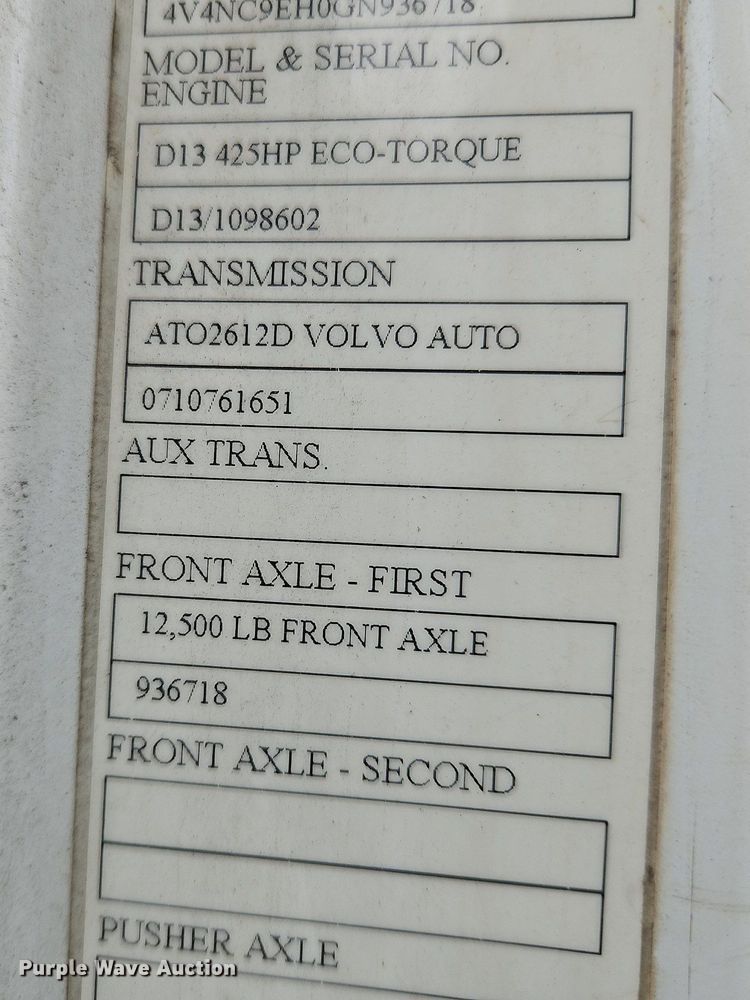 4V4NC9EH0GN936718
MODEL & SERIAL NO.
ENGINE
D13 425HP ECO-TORQUE
D13/1098602
TRANSMISSION
ATO2612D VOLVO AUTO
0710761651
AUX TRANS.
FRONT AXLE - FIRST
12,500 LB FRONT AXLE
936718
FRONT AXLE - SECOND
PUSHER AXLE
Purple Wave Auction